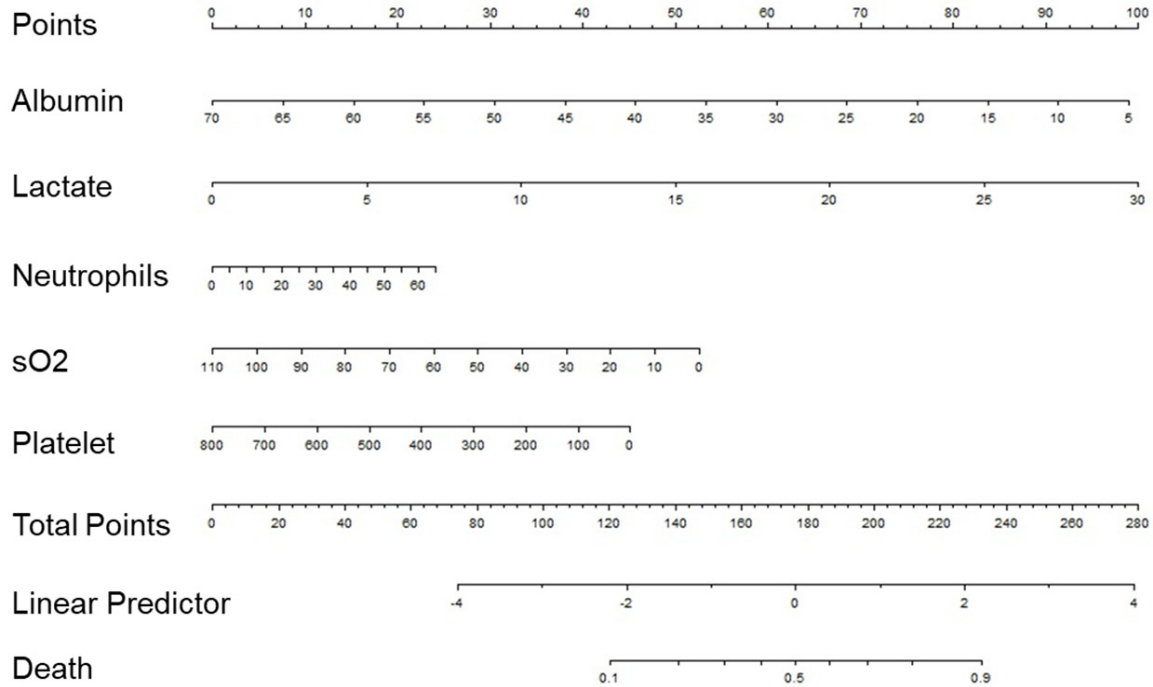 Points 0 10 20 30 40 50 60 70 80 90 100
Albumin 70 65 60 55 50 45 40 35 30 25 20 15 10 5
Lactate 0 5 10 15 20 25 30
Neutrophils 0 10 20 30 40 50 60
sO2 110 100 90 80 70 60 50 40 30 20 10 0
Platelet 800 700 600 500 400 300 200 100 0
Total Points 0 20 40 60 80 100 120 140 160 180 200 220 240 260 280
Linear Predictor -4 -2 0 2 4
Death 0.1 0.5 0.9